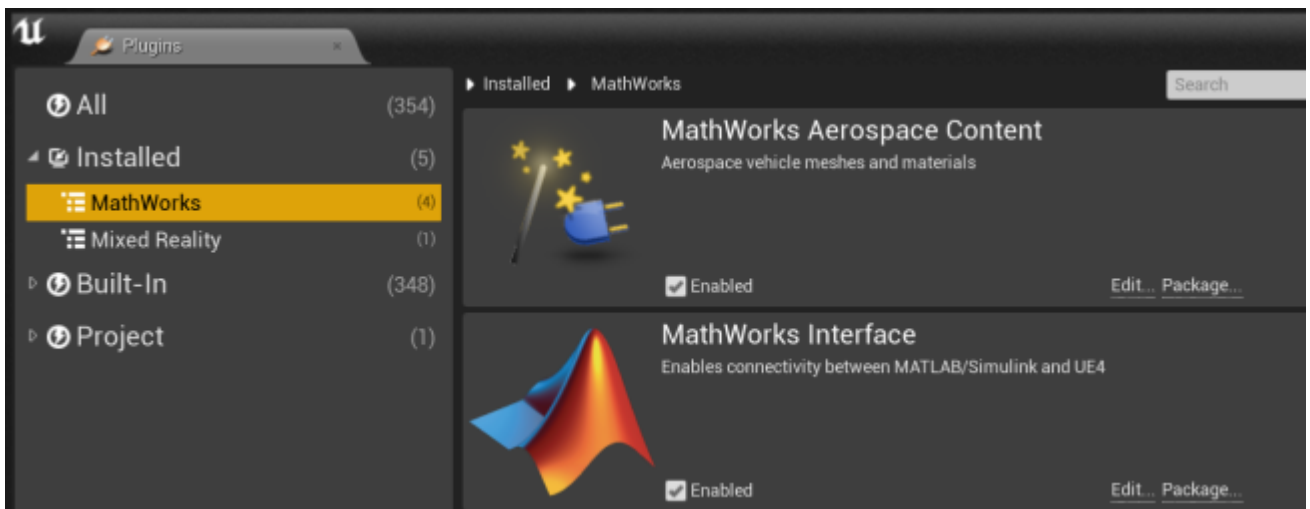 Plugins
All (354)
Installed (5)
MathWorks (4)
Mixed Reality (1)
Built-In (348)
Project (1)
Installed MathWorks
Search
MathWorks Aerospace Content
Aerospace vehicle meshes and materials
Enabled
Edit... Package...
MathWorks Interface
Enables connectivity between MATLAB/Simulink and UE4
Enabled
Edit... Package...